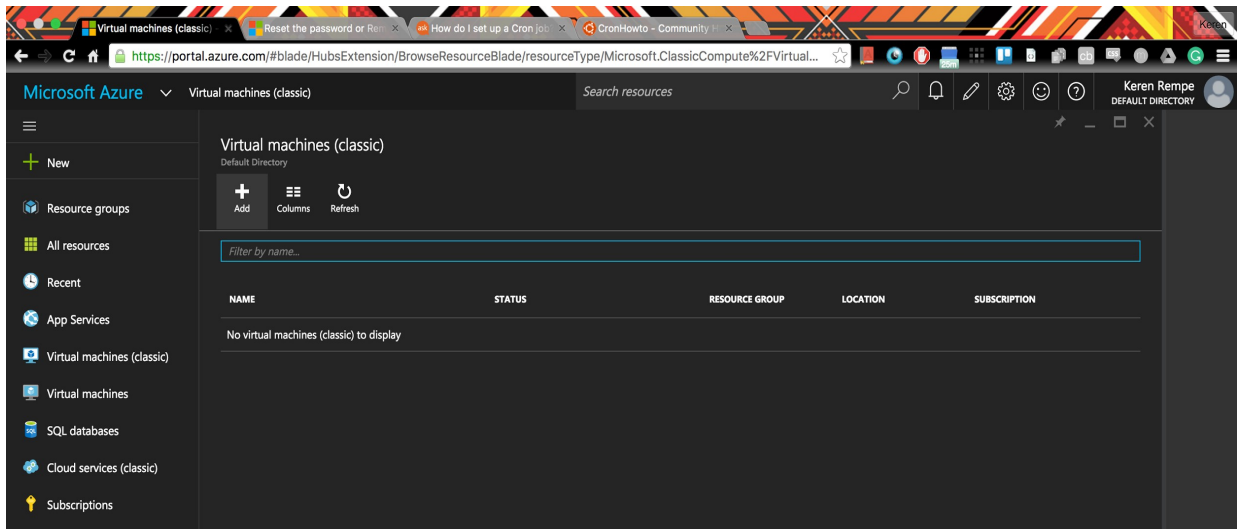 Virtual machines (classic)
Reset the password or Rem
How do I set up a Cron job
CronHowto - Community H
Keren
https://portal.azure.com/#blade/HubsExtension/BrowseResourceBlade/resourceType/Microsoft.ClassicCompute%2FVirtual...
25m
cb
CSS
G
Microsoft Azure Virtual machines (classic) Search resources Keren Rempe
DEFAULT DIRECTORY
New
Resource groups
All resources
Recent
App Services
Virtual machines (classic)
Virtual machines
SQL databases
Cloud services (classic)
Subscriptions
Virtual machines (classic)
Default Directory
Add Columns Refresh
Filter by name...
NAME STATUS RESOURCE GROUP LOCATION SUBSCRIPTION
No virtual machines (classic) to display